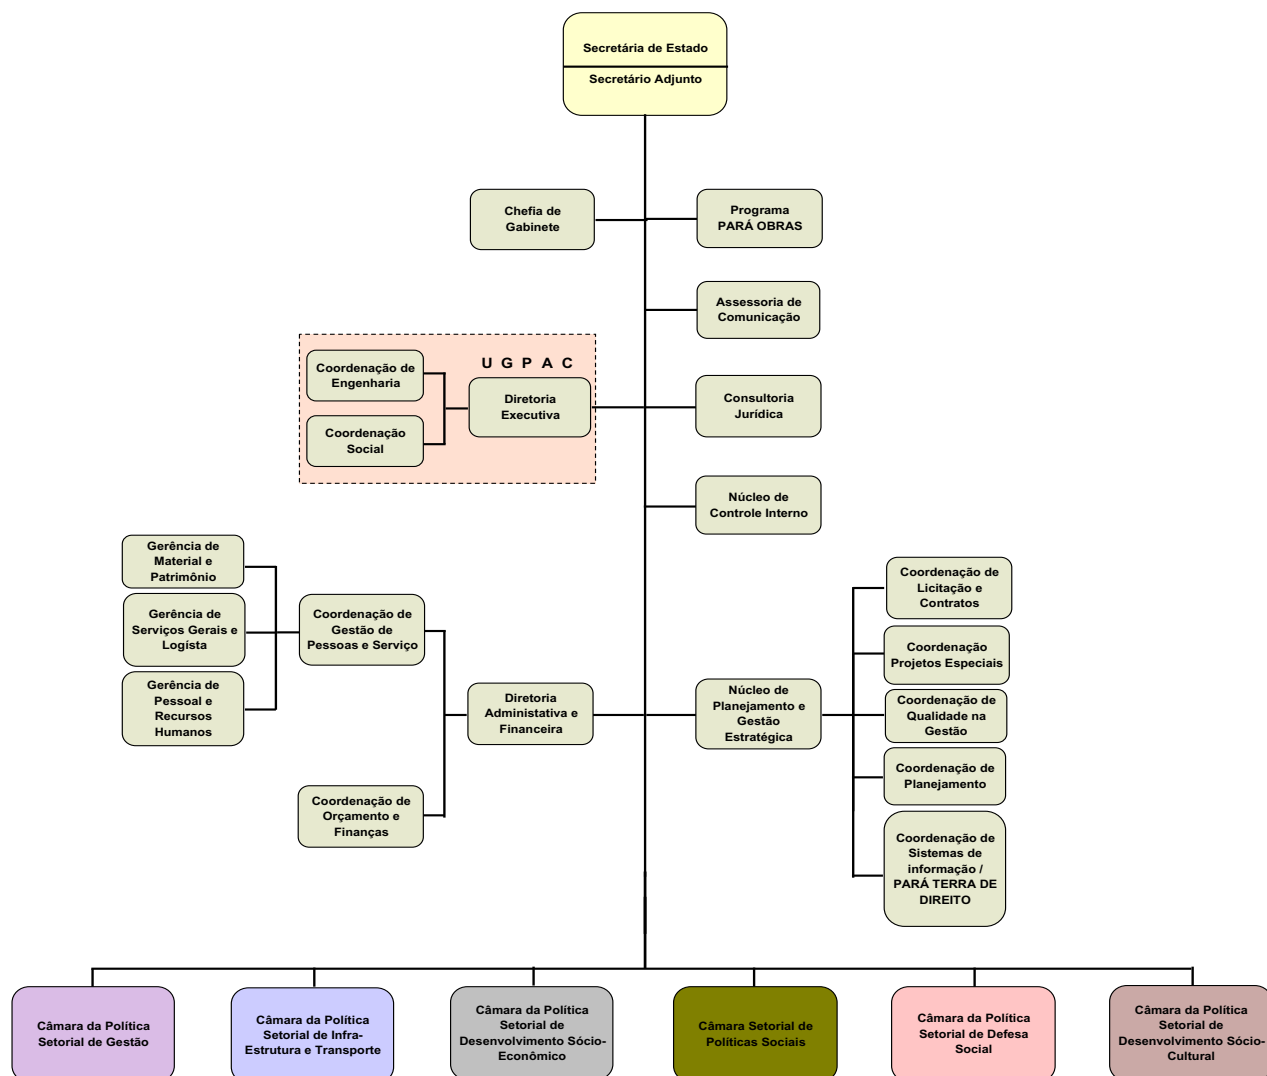 Secretária de Estado
Secretário Adjunto
Chefia de
Gabinete
Programa
PARÁ OBRAS
Assessoria de
Comunicação
U G P A C
Coordenação de
Engenharia
Diretoria
Executiva
Coordenação
Social
Consultoria
Jurídica
Núcleo de
Controle Interno
Gerência de
Material e
Patrimônio
Gerência de
Serviços Gerais e
Logísta
Gerência de
Pessoal e
Recursos
Humanos
Coordenação de
Gestão de
Pessoas e Serviço
Coordenação de
Orçamento e
Finanças
Diretoria
Administativa e
Financeira
Núcleo de
Planejamento e
Gestão
Estratégica
Coordenação de
Licitação e
Contratos
Coordenação
Projetos Especiais
Coordenação de
Qualidade na
Gestão
Coordenação de
Planejamento
Coordenação de
Sistemas de
informação /
PARÁ TERRA DE
DIREITO
Câmara da Política
Setorial de Gestão
Câmara da Política
Setorial de Infra-
Estrutura e Transporte
Câmara da Política
Setorial de
Desenvolvimento Sócio-
Econômico
Câmara Setorial de
Políticas Sociais
Câmara da Política
Setorial de Defesa
Social
Câmara da Política
Setorial de
Desenvolvimento Sócio-
Cultural